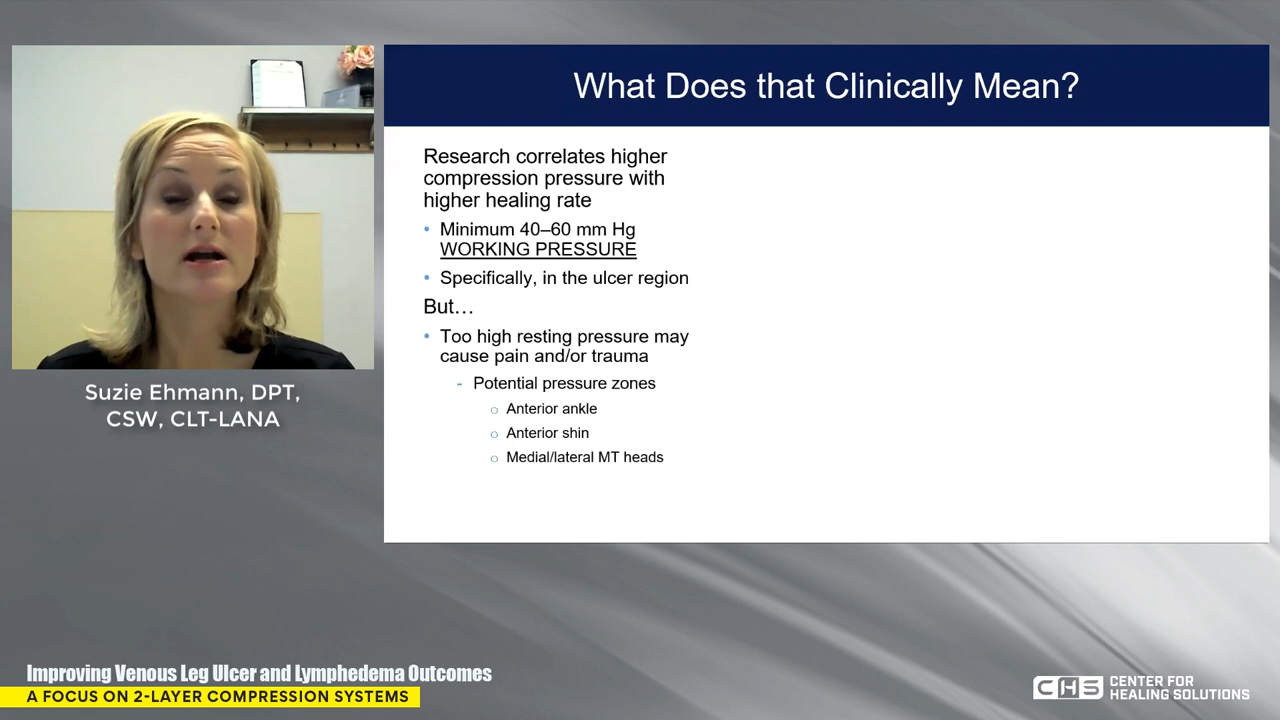 What Does that Clinically Mean?
Research correlates higher
compression pressure with
higher healing rate
• Minimum 40–60 mm Hg
WORKING PRESSURE
• Specifically, in the ulcer region
But…
• Too high resting pressure may
cause pain and/or trauma
- Potential pressure zones
o Anterior ankle
o Anterior shin
o Medial/lateral MT heads
Suzie Ehmann, DPT,
CSW, CLT-LANA
Improving Venous Leg Ulcer and Lymphedema Outcomes
A FOCUS ON 2-LAYER COMPRESSION SYSTEMS
CHS CENTER FOR
HEALING SOLUTIONS